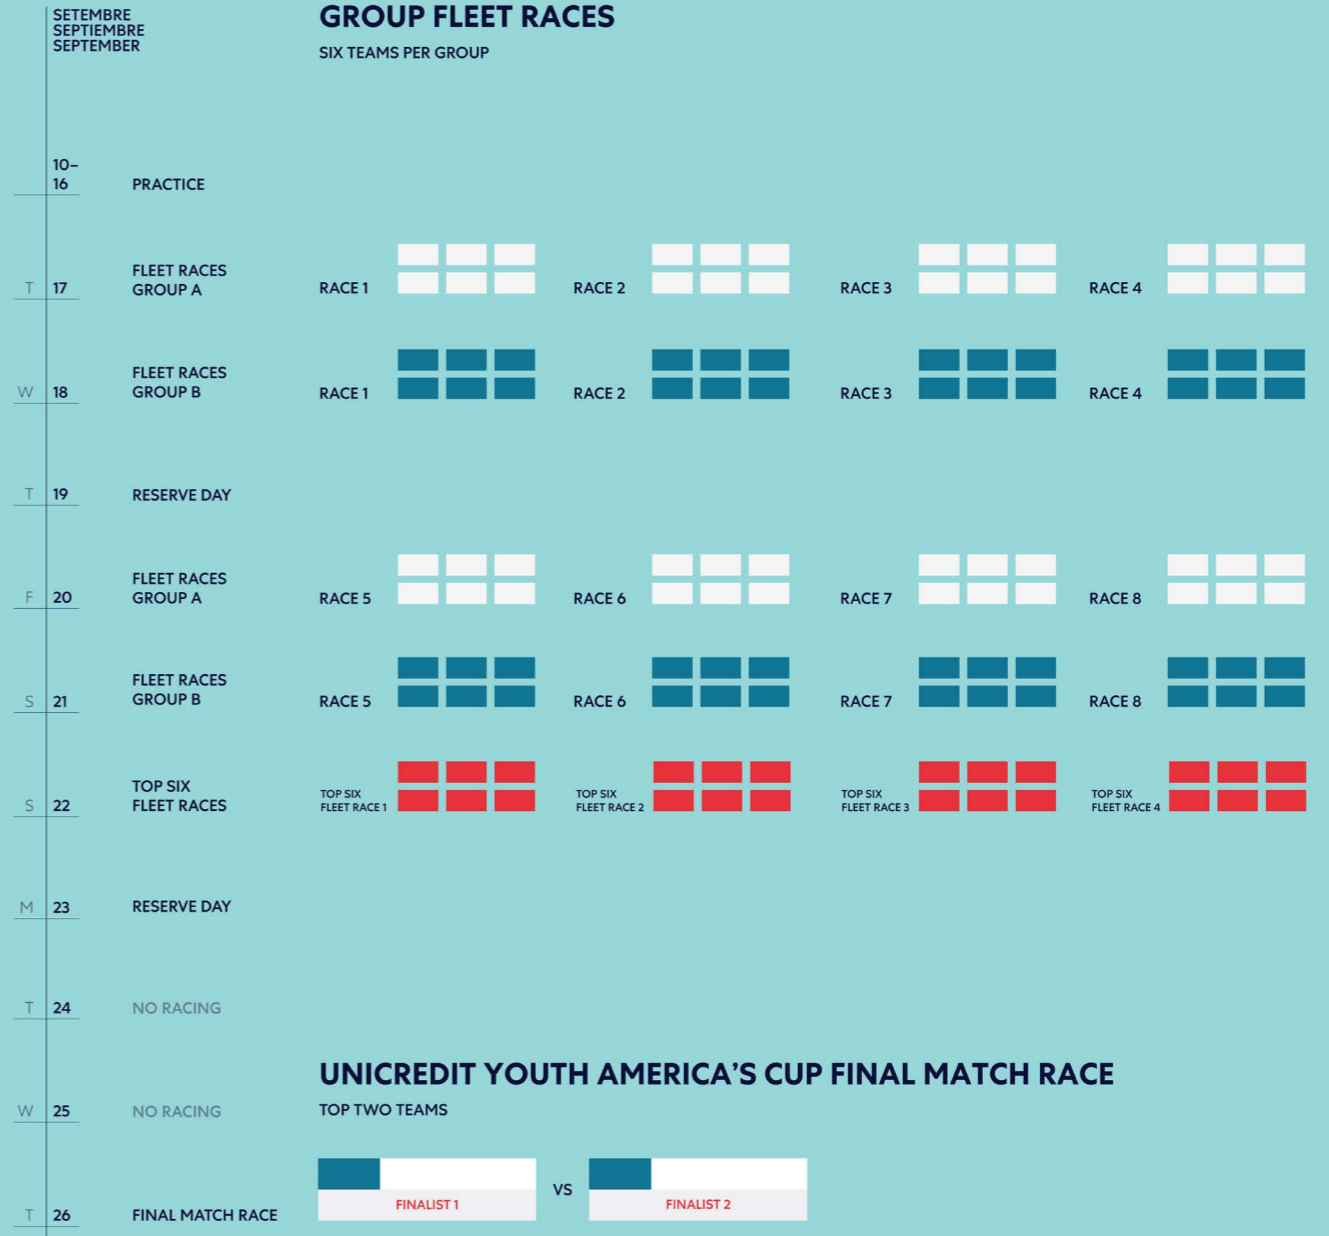 SETEMBRE
SEPTIEMBRE
SEPTEMBER
GROUP FLEET RACES
SIX TEAMS PER GROUP
10–
16 PRACTICE
T 17 FLEET RACES
GROUP A RACE 1 RACE 2 RACE 3 RACE 4
W 18 FLEET RACES
GROUP B RACE 1 RACE 2 RACE 3 RACE 4
T 19 RESERVE DAY
F 20 FLEET RACES
GROUP A RACE 5 RACE 6 RACE 7 RACE 8
S 21 FLEET RACES
GROUP B RACE 5 RACE 6 RACE 7 RACE 8
S 22 TOP SIX
FLEET RACES
TOP SIX
FLEET RACE 1
TOP SIX
FLEET RACE 2
TOP SIX
FLEET RACE 3
TOP SIX
FLEET RACE 4
M 23 RESERVE DAY
T 24 NO RACING
UNICREDIT YOUTH AMERICA'S CUP FINAL MATCH RACE
W 25 NO RACING
TOP TWO TEAMS
FINALIST 1 VS FINALIST 2
T 26 FINAL MATCH RACE